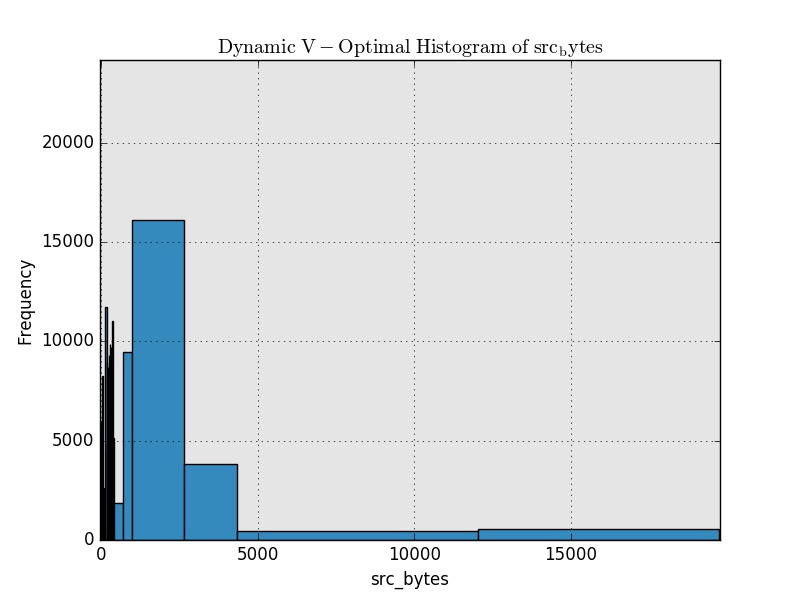 Dynamic V − Optimal Histogram of src_bytes
20000
15000
10000
5000
0
Frequency
0 5000 10000 15000
src_bytes